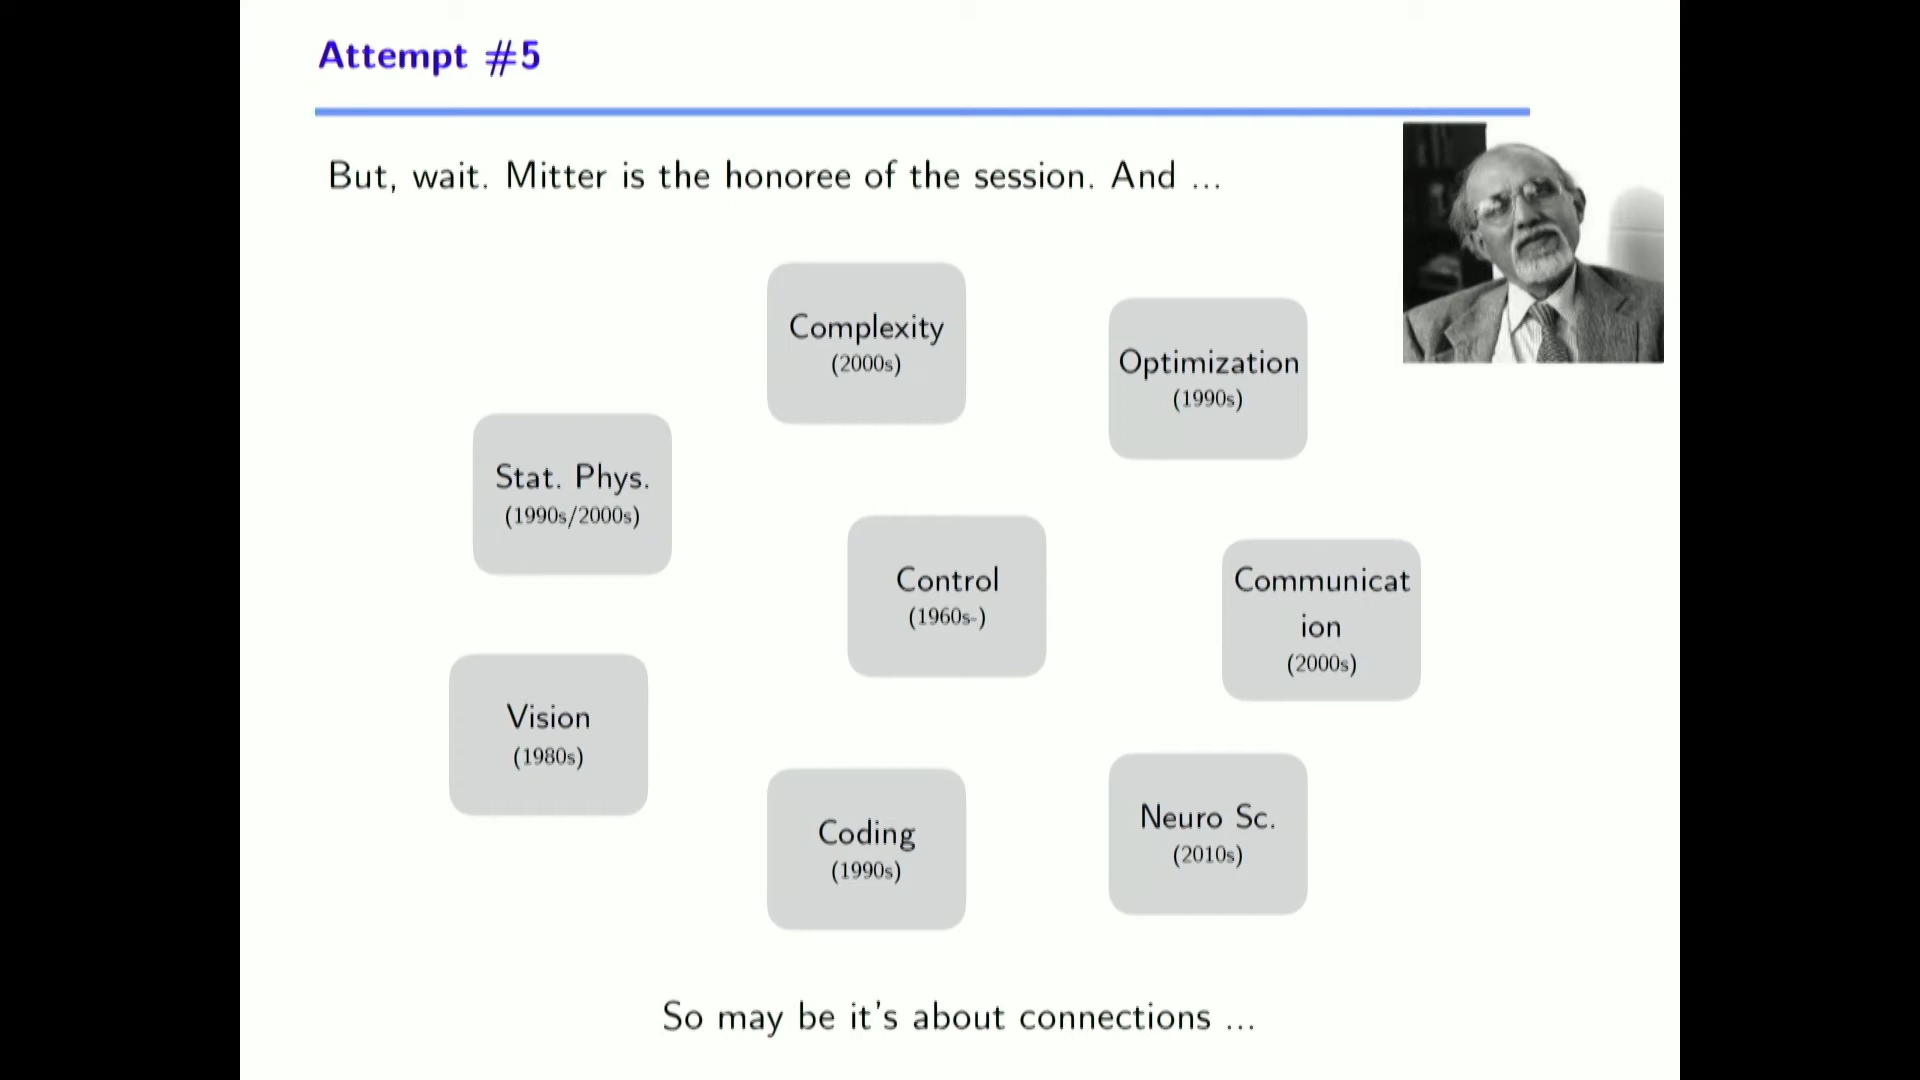 Attempt #5
But, wait. Mitter is the honoree of the session. And ...
Complexity
(2000s)
Optimization
(1990s)
Stat. Phys.
(1990s/2000s)
Control
(1960s-)
Communicat
ion
(2000s)
Vision
(1980s)
Coding
(1990s)
Neuro Sc.
(2010s)
So may be it's about connections ...